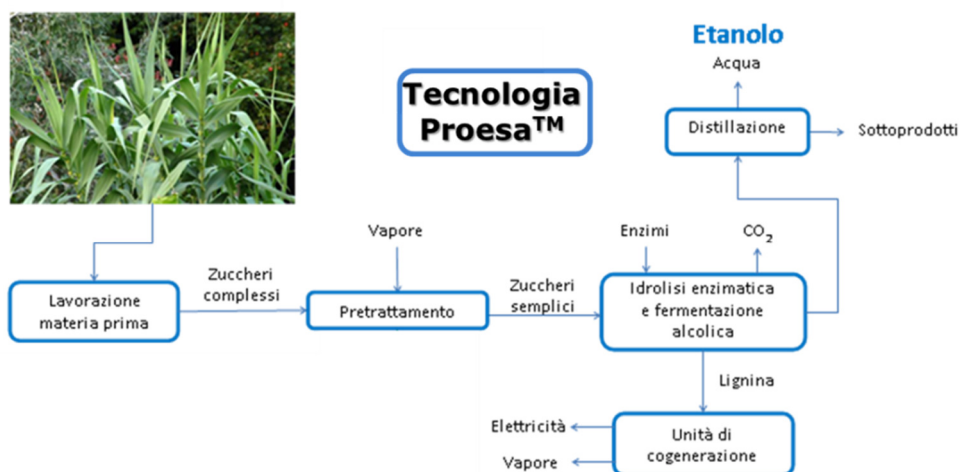 Tecnologia
Proesa™
Etanolo
Acqua
Distillazione
Sottoprodotti
Vapore
Enzimi
CO₂
Lavorazione
materia prima
Zuccheri
complessi
Pretrattamento
Zuccheri
semplici
Idrolisi enzimatica
e fermentazione
alcolica
Lignina
Elettricità
Vapore
Unità di
cogenerazione